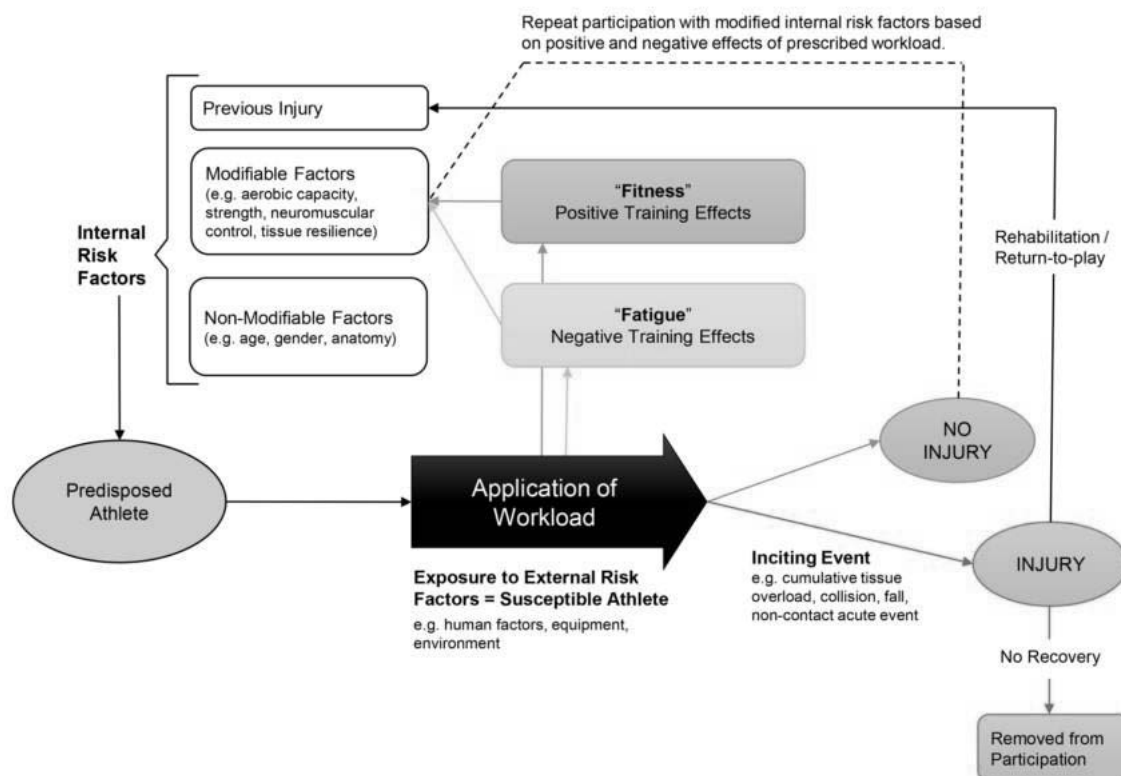 Repeat participation with modified internal risk factors based
on positive and negative effects of prescribed workload.
Previous Injury
Modifiable Factors
(e.g. aerobic capacity,
strength, neuromuscular
control, tissue resilience)
Internal
Risk
Factors
Non-Modifiable Factors
(e.g. age, gender, anatomy)
"Fitness"
Positive Training Effects
"Fatigue"
Negative Training Effects
Rehabilitation /
Return-to-play
Predisposed
Athlete
Application of
Workload
Exposure to External Risk
Factors = Susceptible Athlete
e.g. human factors, equipment,
environment
NO
INJURY
Inciting Event
e.g. cumulative tissue
overload, collision, fall,
non-contact acute event
INJURY
No Recovery
Removed from
Participation